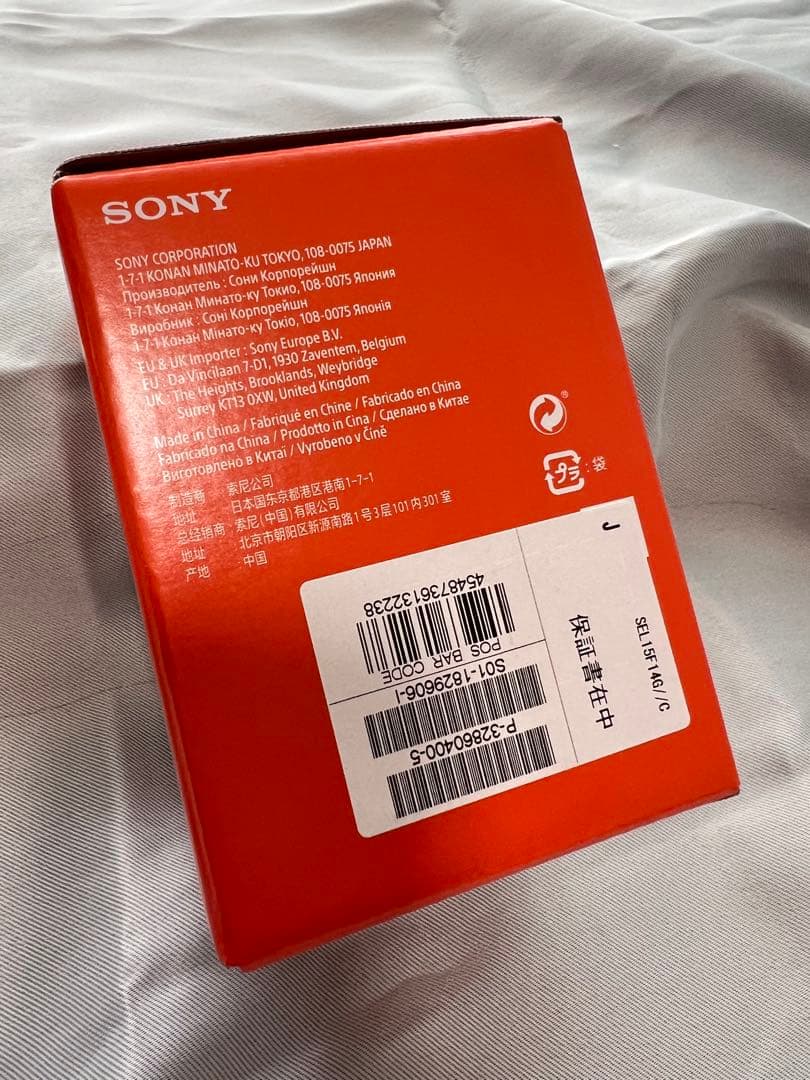 SONY
SONY CORPORATION
1-7-1 KONAN MINATO-KU TOKYO, 108-0075 JAPAN
Производитель : Сони Корпорейшн
1-7-1 Конан Минато-ку Токио, 108-0075 Япония
Виробник : Соні Корпорейшн
1-7-1 Конан Мінато-ку Токіо, 108-0075 Японія
EU & UK Importer : Sony Europe B.V.
EU : Da Vincilaan 7-D1, 1930 Zaventem, Belgium
UK : The Heights, Brooklands, Weybridge
Surrey KT13 0XW, United Kingdom
Made in China / Fabriqué en Chine / Fabricado en China
Fabricado na China / Prodotto in Cina / Сделано в Китае
Виготовлено в Китаї / Vyrobeno v Číně
制造商 索尼公司
地址 日本国东京都港区港南1-7-1
总经销商 索尼(中国)有限公司
地址 北京市朝阳区新源南路1号3层101内301室
产地 中国
®
プラ : 袋
J
SEL15F14G//C
保証書在中
P-32860400-5
S01-1829606-I
POS BAR CODE
4548736132238